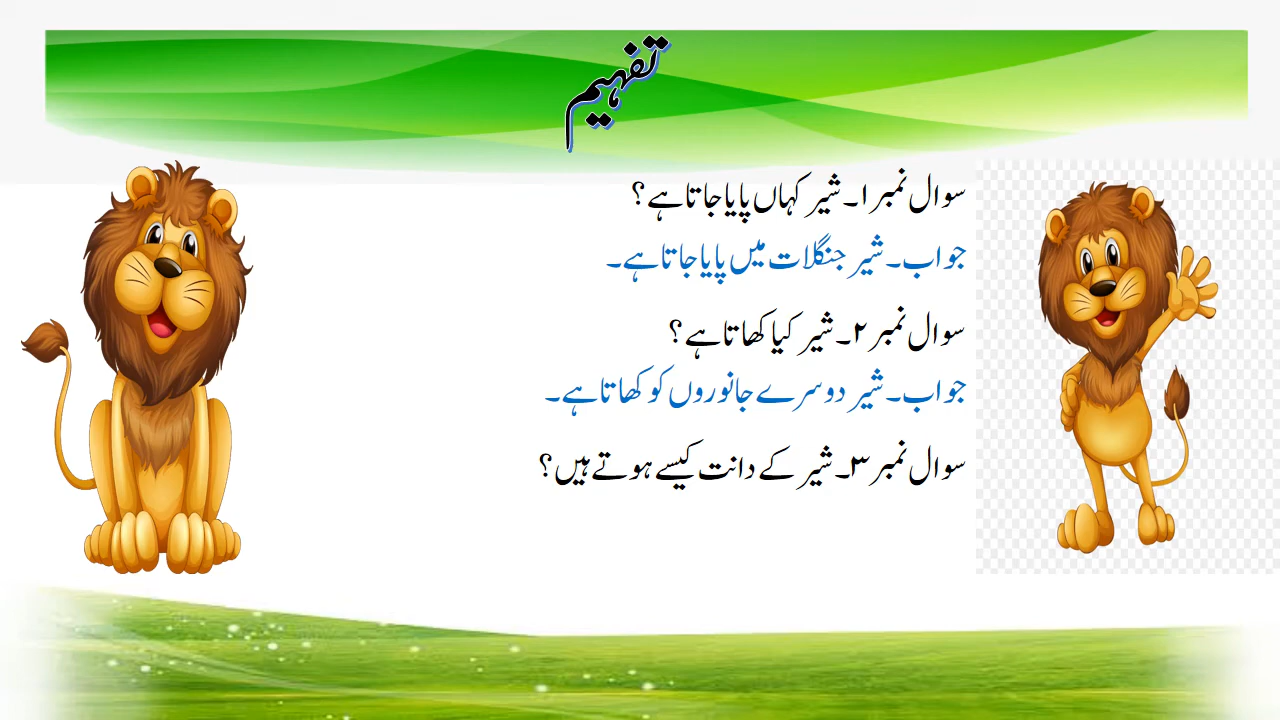 تفہیم
سوال نمبر ۱۔ شیر کہاں پایا جاتا ہے؟
جواب۔ شیر جنگلات میں پایا جاتا ہے۔
سوال نمبر ۲۔ شیر کیا کھاتا ہے؟
جواب۔ شیر دوسرے جانوروں کو کھاتا ہے۔
سوال نمبر ۳۔ شیر کے دانت کیسے ہوتے ہیں؟